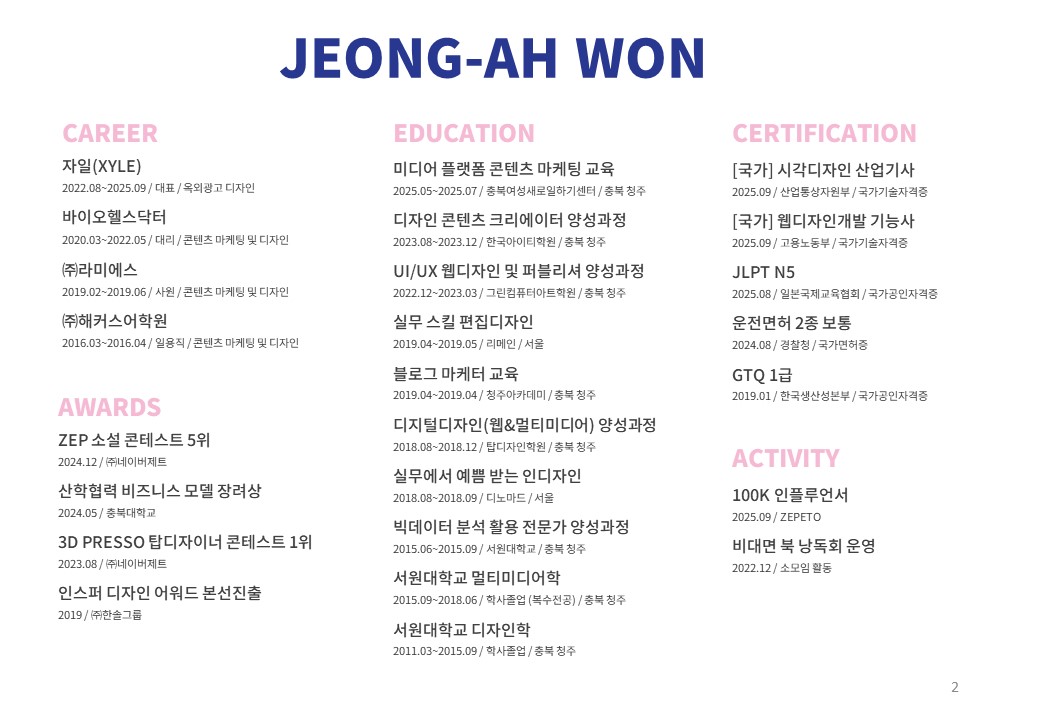 JEONG-AH WON
CAREER
자일(XYLE)
2022.08~2025.09 / 대표 / 옥외광고 디자인
바이오헬스닥터
2020.03~2022.05 / 대리 / 콘텐츠 마케팅 및 디자인
㈜라미에스
2019.02~2019.06 / 사원 / 콘텐츠 마케팅 및 디자인
㈜해커스어학원
2016.03~2016.04 / 일용직 / 콘텐츠 마케팅 및 디자인
AWARDS
ZEP 소설 콘테스트 5위
2024.12 / ㈜네이버제트
산학협력 비즈니스 모델 장려상
2024.05 / 충북대학교
3D PRESSO 탑디자이너 콘테스트 1위
2023.08 / ㈜네이버제트
인스퍼 디자인 어워드 본선진출
2019 / ㈜한솔그룹
EDUCATION
미디어 플랫폼 콘텐츠 마케팅 교육
2025.05~2025.07 / 충북여성새로일하기센터 / 충북 청주
디자인 콘텐츠 크리에이터 양성과정
2023.08~2023.12 / 한국아이티학원 / 충북 청주
UI/UX 웹디자인 및 퍼블리셔 양성과정
2022.12~2023.03 / 그린컴퓨터아트학원 / 충북 청주
실무 스킬 편집디자인
2019.04~2019.05 / 리메인 / 서울
블로그 마케터 교육
2019.04~2019.04 / 청주아카데미 / 충북 청주
디지털디자인(웹&멀티미디어) 양성과정
2018.08~2018.12 / 탑디자인학원 / 충북 청주
실무에서 예쁨 받는 인디자인
2018.08~2018.09 / 디노마드 / 서울
빅데이터 분석 활용 전문가 양성과정
2015.06~2015.09 / 서원대학교 / 충북 청주
서원대학교 멀티미디어학
2015.09~2018.06 / 학사졸업 (복수전공) / 충북 청주
서원대학교 디자인학
2011.03~2015.09 / 학사졸업 / 충북 청주
CERTIFICATION
[국가] 시각디자인 산업기사
2025.09 / 산업통상자원부 / 국가기술자격증
[국가] 웹디자인개발 기능사
2025.09 / 고용노동부 / 국가기술자격증
JLPT N5
2025.08 / 일본국제교육협회 / 국가공인자격증
운전면허 2종 보통
2024.08 / 경찰청 / 국가면허증
GTQ 1급
2019.01 / 한국생산성본부 / 국가공인자격증
ACTIVITY
100K 인플루언서
2025.09 / ZEPETO
비대면 북 낭독회 운영
2022.12 / 소모임 활동
2